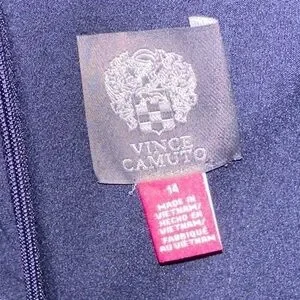 VINCE
CAMUTO
14
MADE IN
VIETNAM/
HECHO EN
VIETNAM/
FABRIQUÉ
AU VIETNAM